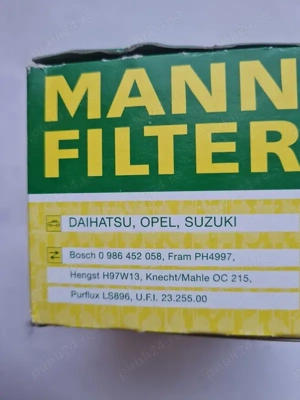 MANN
FILTER
DAIHATSU, OPEL, SUZUKI
Bosch 0 986 452 058, Fram PH4997,
Hengst H97W13, Knecht/Mahle OC 215,
Purflux LS896, U.F.I. 23.255.00